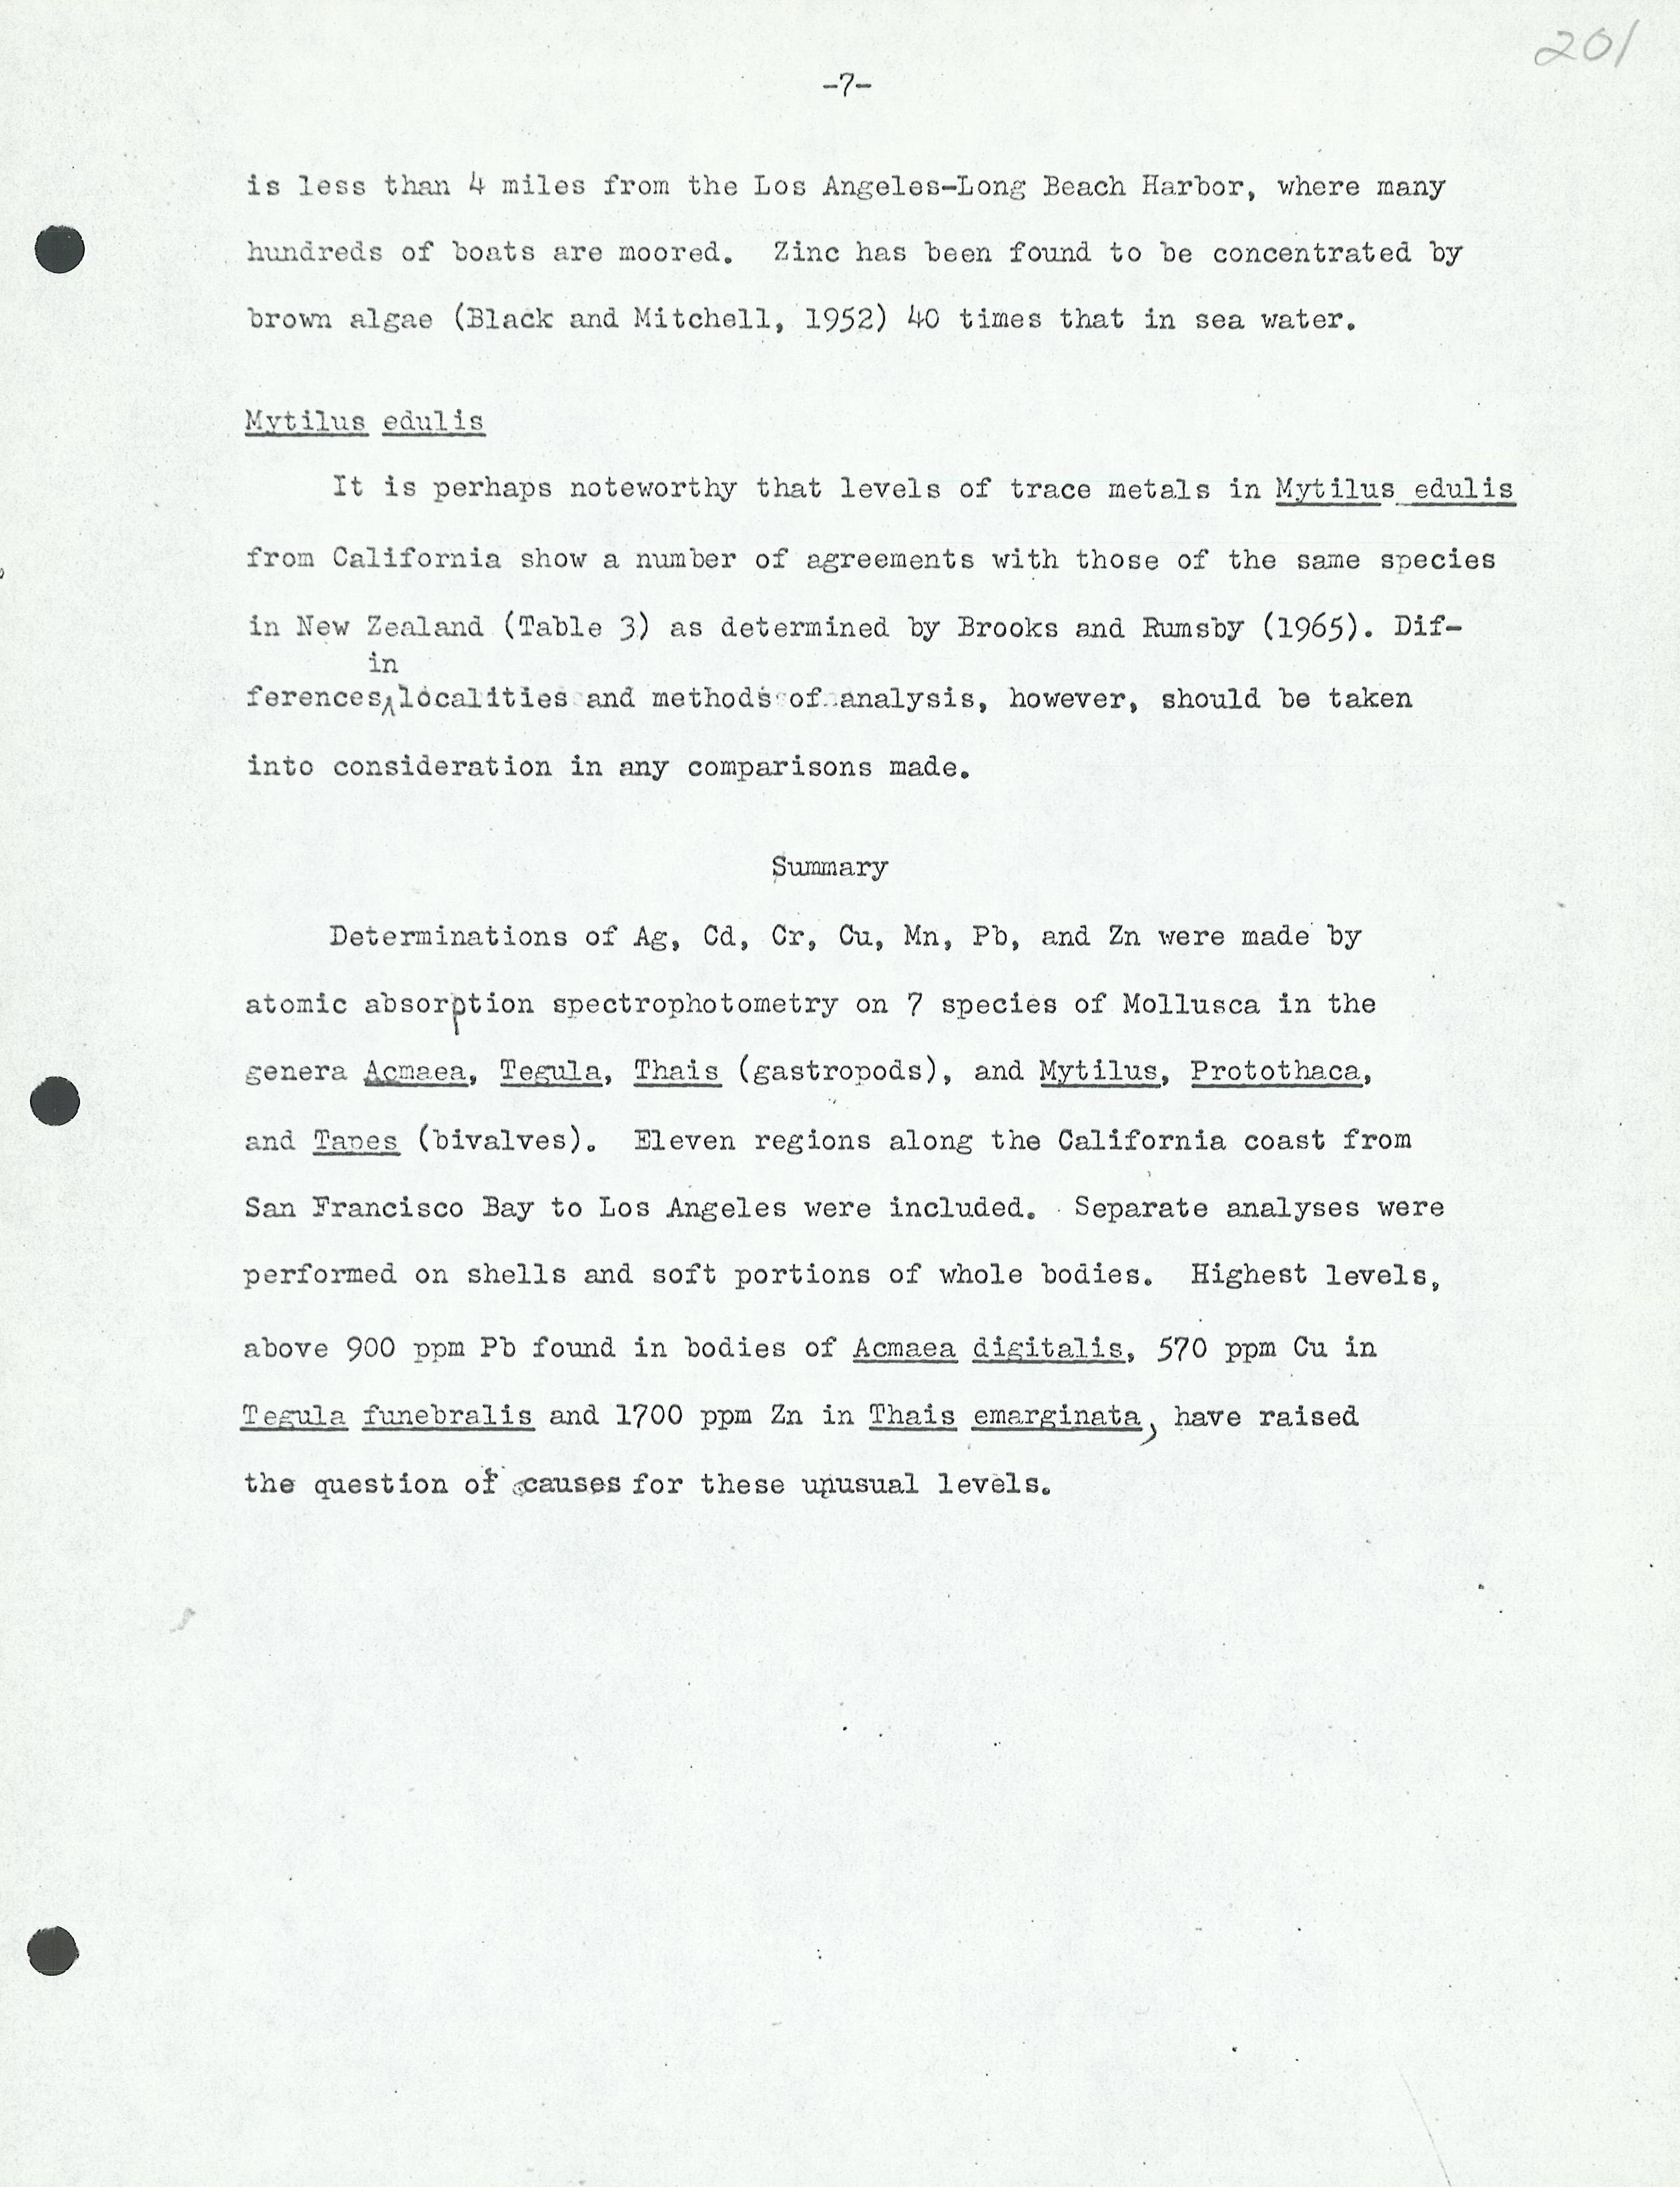 201
-7-
is less than 4 miles from the Los Angeles-Long Beach Harbor, where many
hundreds of boats are moored.  Zinc has been found to be concentrated by
brown algae (Black and Mitchell, 1952) 40 times that in sea water.
Mytilus edulis
It is perhaps noteworthy that levels of trace metals in Mytilus edulis
from California show a number of agreements with those of the same species
in New Zealand (Table 3) as determined by Brooks and Rumsby (1965). Dif-
in
ferences localities and methods of analysis, however, should be taken
into consideration in any comparisons made.
Summary
Determinations of Ag, Cd, Cr, Cu, Mn, Pb, and Zn were made by
atomic absorption spectrophotometry on 7 species of Mollusca in the
genera Acmaea, Tegula, Thais (gastropods), and Mytilus, Protothaca,
and Tapes (bivalves).  Eleven regions along the California coast from
San Francisco Bay to Los Angeles were included.  Separate analyses were
performed on shells and soft portions of whole bodies.  Highest levels,
above 900 ppm Pb found in bodies of Acmaea digitalis, 570 ppm Cu in
Tegula funebralis and 1700 ppm Zn in Thais emarginata, have raised
the question of causes for these unusual levels.